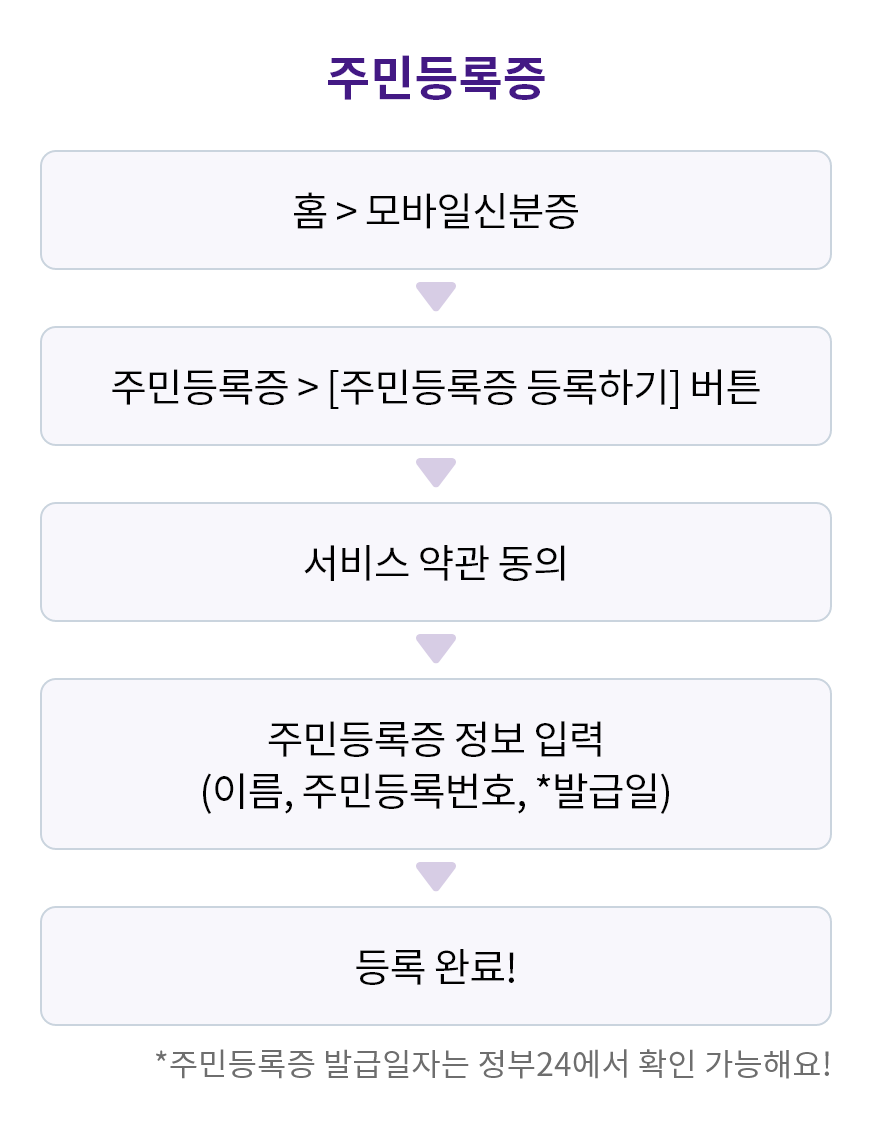 주민등록증
홈 > 모바일신분증
주민등록증 > [주민등록증 등록하기] 버튼
서비스 약관 동의
주민등록증 정보 입력
(이름, 주민등록번호, *발급일)
등록 완료!
*주민등록증 발급일자는 정부24에서 확인 가능해요!